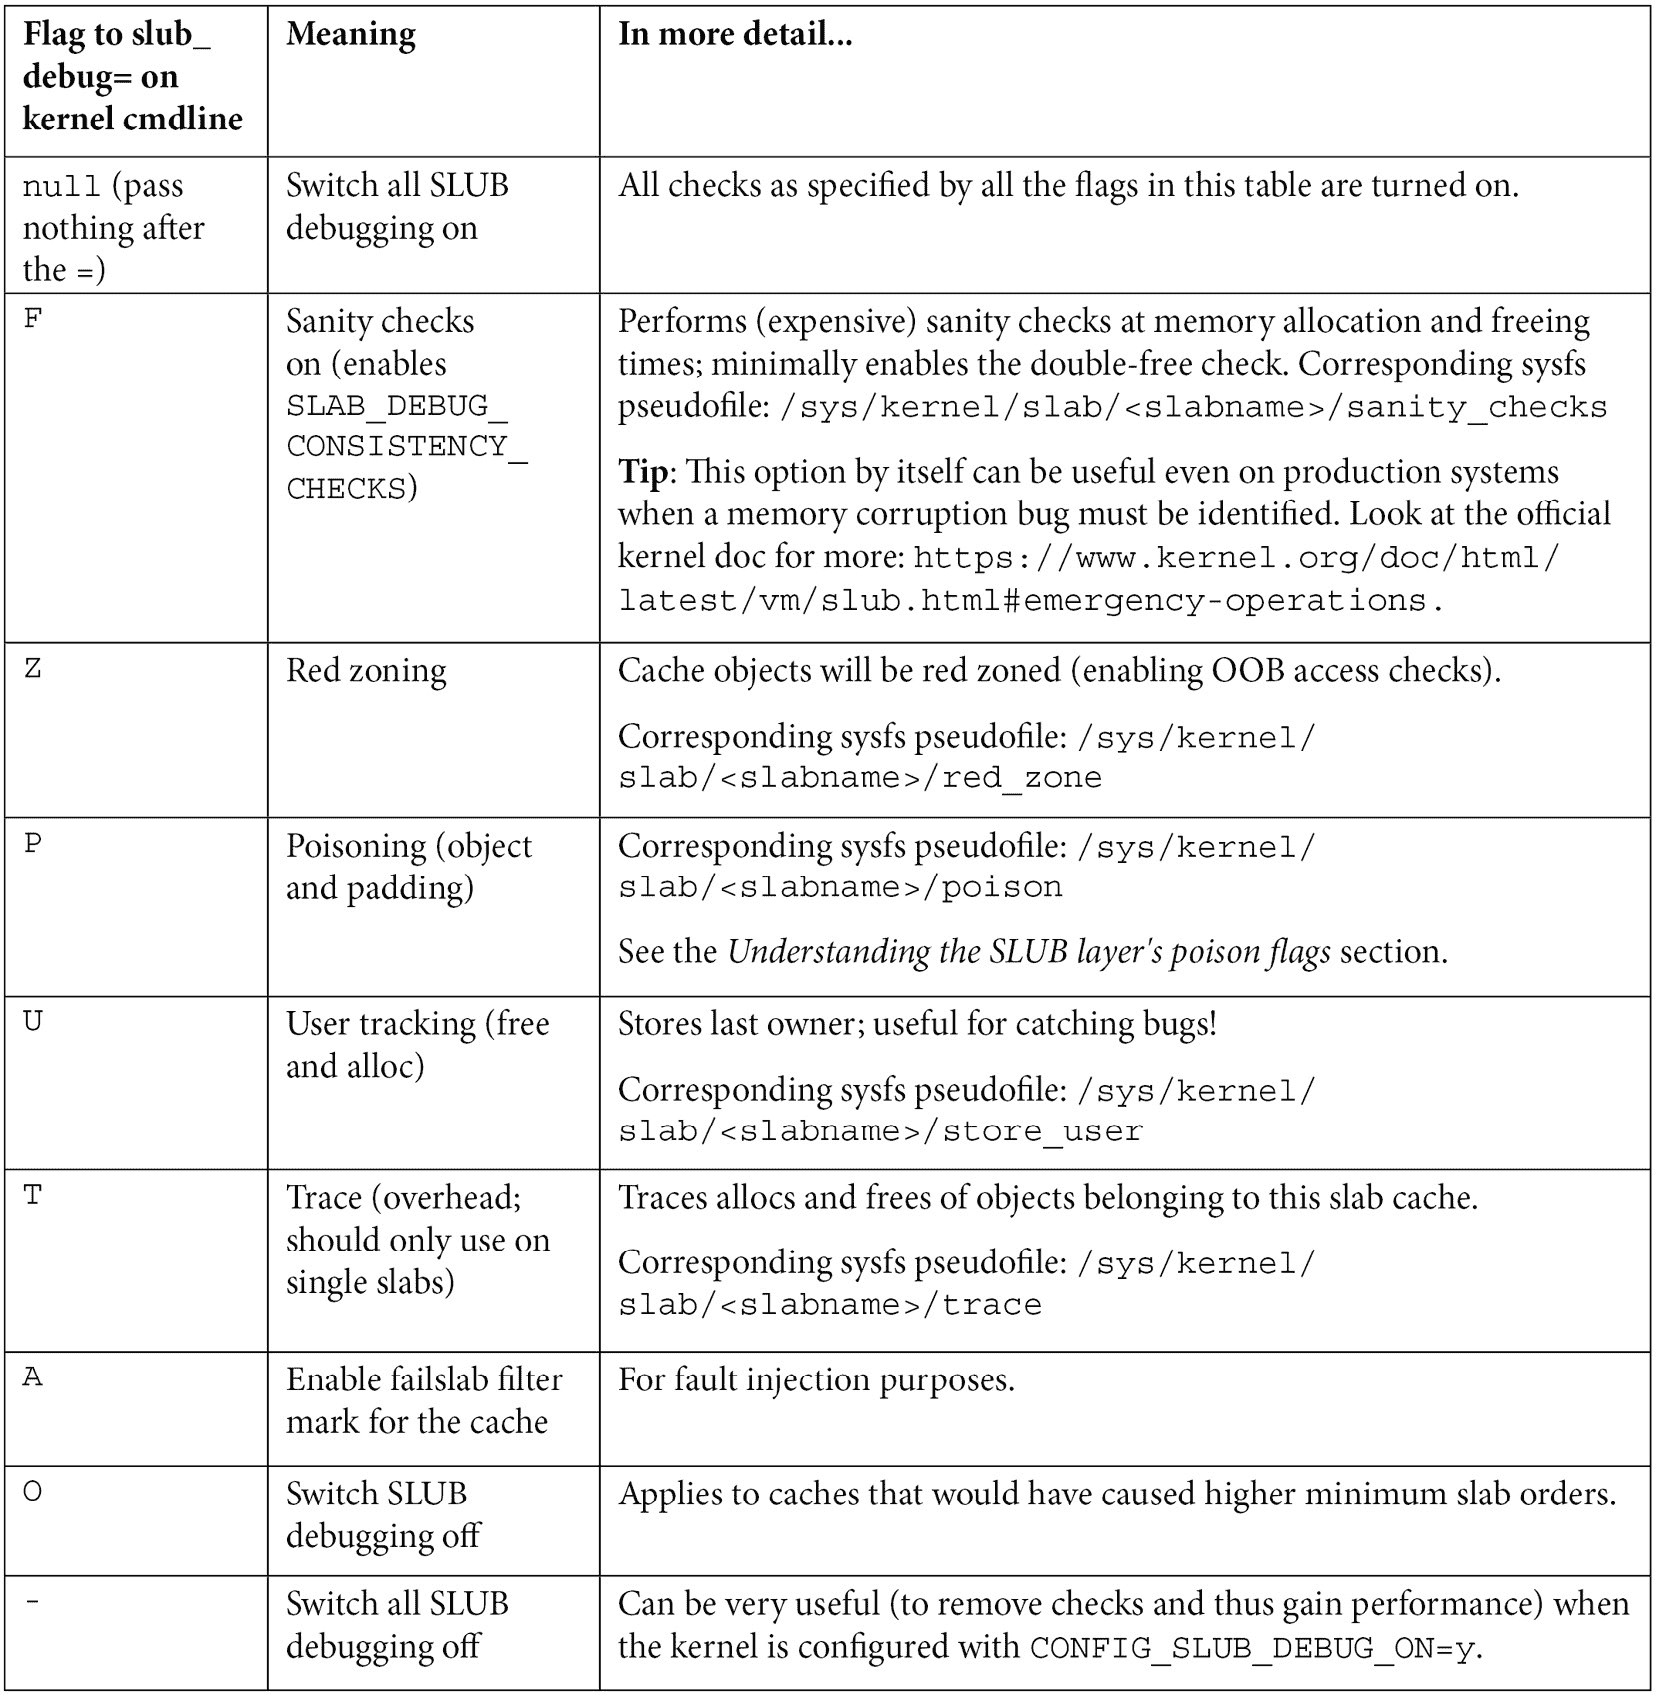 Flag to slub_
debug= on
kernel cmdline
Meaning
In more detail...
null (pass
nothing after
the =)
Switch all SLUB
debugging on
All checks as specified by all the flags in this table are turned on.
F
Sanity checks
on (enables
SLAB_DEBUG_
CONSISTENCY_
CHECKS)
Performs (expensive) sanity checks at memory allocation and freeing
times; minimally enables the double-free check. Corresponding sysfs
pseudofile: /sys/kernel/slab/<slabname>/sanity_checks
Tip: This option by itself can be useful even on production systems
when a memory corruption bug must be identified. Look at the official
kernel doc for more: https://www.kernel.org/doc/html/
latest/vm/slub.html#emergency-operations.
Z
Red zoning
Cache objects will be red zoned (enabling OOB access checks).
Corresponding sysfs pseudofile: /sys/kernel/
slab/<slabname>/red_zone
P
Poisoning (object
and padding)
Corresponding sysfs pseudofile: /sys/kernel/
slab/<slabname>/poison
See the Understanding the SLUB layer's poison flags section.
U
User tracking (free
and alloc)
Stores last owner; useful for catching bugs!
Corresponding sysfs pseudofile: /sys/kernel/
slab/<slabname>/store_user
T
Trace (overhead;
should only use on
single slabs)
Traces allocs and frees of objects belonging to this slab cache.
Corresponding sysfs pseudofile: /sys/kernel/
slab/<slabname>/trace
A
Enable failslab filter
mark for the cache
For fault injection purposes.
O
Switch SLUB
debugging off
Applies to caches that would have caused higher minimum slab orders.
-
Switch all SLUB
debugging off
Can be very useful (to remove checks and thus gain performance) when
the kernel is configured with CONFIG_SLUB_DEBUG_ON=y.